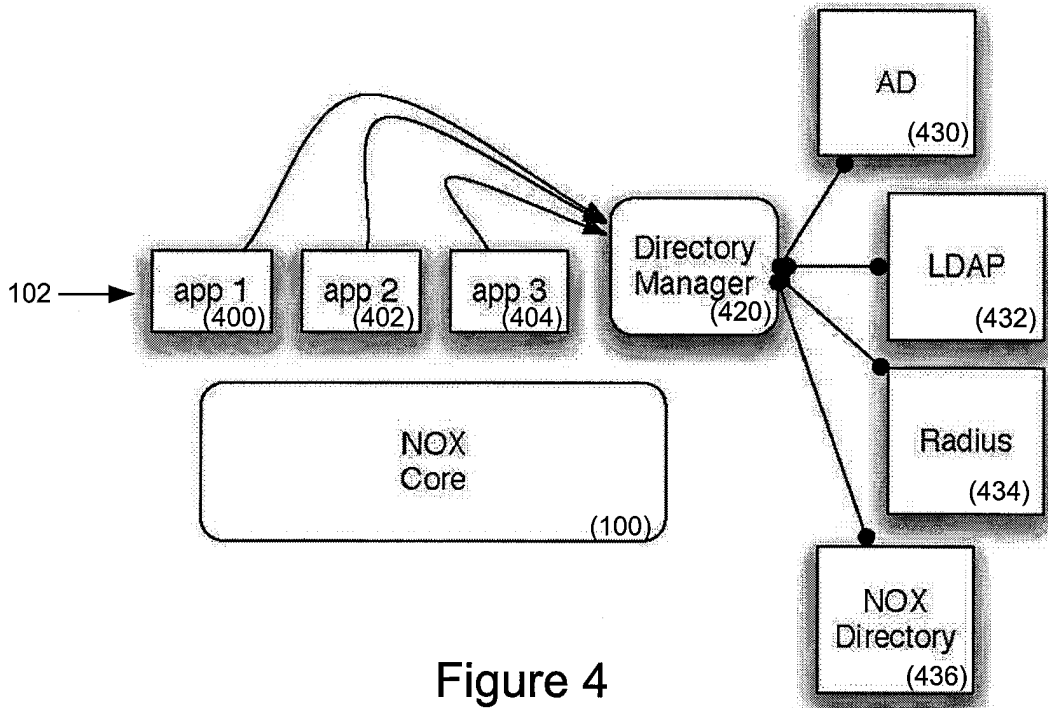 AD
(430)
102
app 1
(400)
app 2
(402)
app 3
(404)
Directory
Manager
(420)
LDAP
(432)
NOX
Core
(100)
Radius
(434)
NOX
Directory
(436)
Figure 4